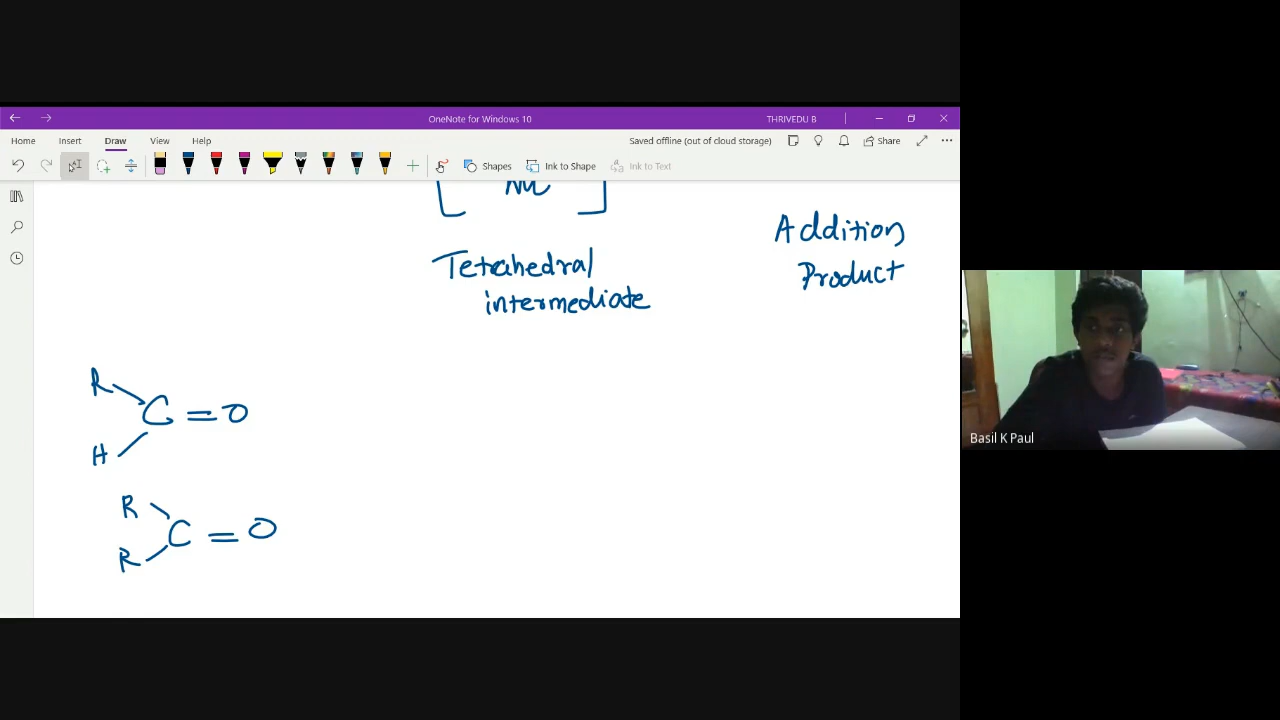 OneNote for Windows 10
THRIVEDU B
Home Insert Draw View Help
Saved offline (out of cloud storage)
Share
Shapes
Ink to Shape
Ink to Text
Nu
Addition
Product
Tetrahedral
intermediate
R
C = O
H
R
C = O
R
Basil K Paul